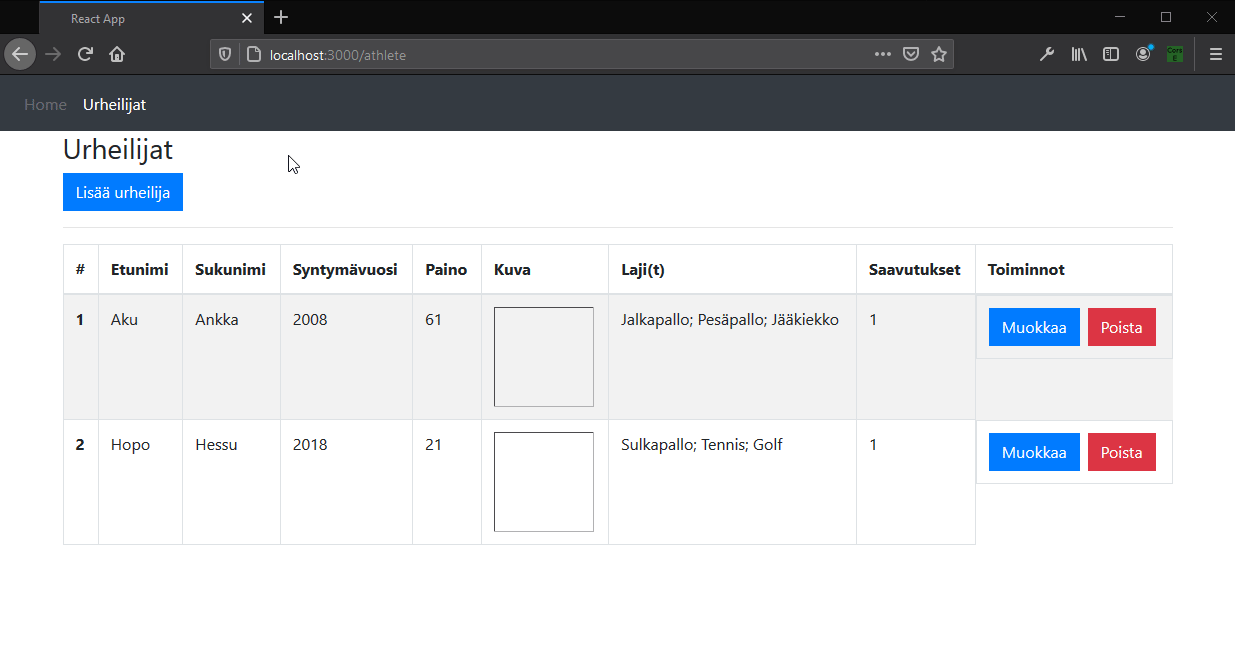 React App
localhost:3000/athlete
Home Urheilijat
Urheilijat
Lisää urheilija
# Etunimi Sukunimi Syntymävuosi Paino Kuva Laji(t) Saavutukset Toiminnot
1 Aku Ankka 2008 61 Jalkapallo; Pesäpallo; Jääkiekko 1 Muokkaa Poista
2 Hopo Hessu 2018 21 Sulkapallo; Tennis; Golf 1 Muokkaa Poista